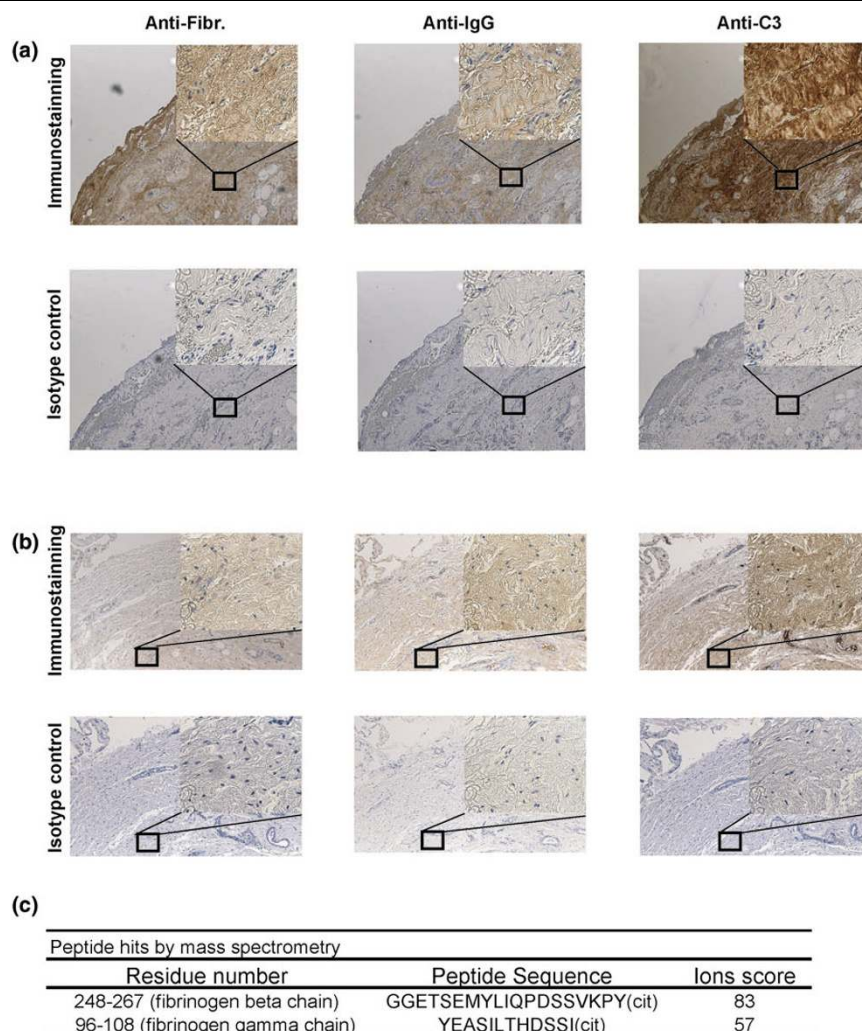 Anti-Fibr. Anti-IgG Anti-C3
(a)
Immunostainning
Isotype control
(b)
Immunostainning
Isotype control
(c)
Peptide hits by mass spectrometry
Residue number Peptide Sequence Ions score
248-267 (fibrinogen beta chain) GGETSEMYLIQPDSSVKPY(cit) 83
96-108 (fibrinogen gamma chain) YEASILTHDSSI(cit) 57